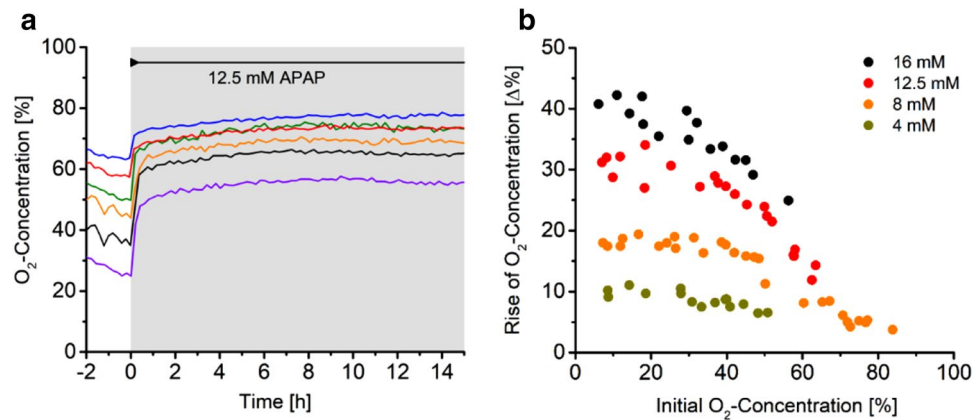 a
12.5 mM APAP
O₂-Concentration [%]
100
80
60
40
20
0
-2 0 2 4 6 8 10 12 14
Time [h]
b
16 mM
12.5 mM
8 mM
4 mM
Rise of O₂-Concentration [Δ%]
50
40
30
20
10
0
0 20 40 60 80 100
Initial O₂-Concentration [%]